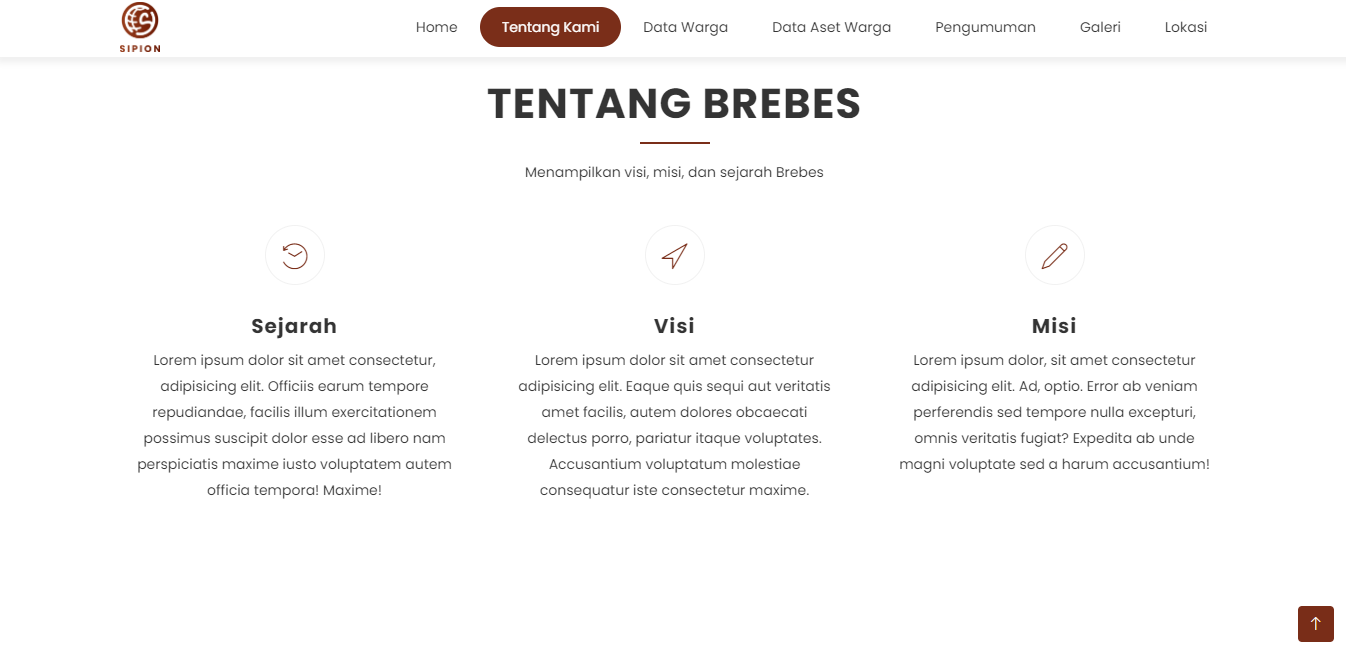 SIPION
Home
Tentang Kami
Data Warga
Data Aset Warga
Pengumuman
Galeri
Lokasi
TENTANG BREBES
Menampilkan visi, misi, dan sejarah Brebes
Sejarah
Lorem ipsum dolor sit amet consectetur,
adipisicing elit. Officiis earum tempore
repudiandae, facilis illum exercitationem
possimus suscipit dolor esse ad libero nam
perspiciatis maxime iusto voluptatem autem
officia tempora! Maxime!
Visi
Lorem ipsum dolor sit amet consectetur
adipisicing elit. Eaque quis sequi aut veritatis
amet facilis, autem dolores obcaecati
delectus porro, pariatur itaque voluptates.
Accusantium voluptatum molestiae
consequatur iste consectetur maxime.
Misi
Lorem ipsum dolor, sit amet consectetur
adipisicing elit. Ad, optio. Error ab veniam
perferendis sed tempore nulla excepturi,
omnis veritatis fugiat? Expedita ab unde
magni voluptate sed a harum accusantium!